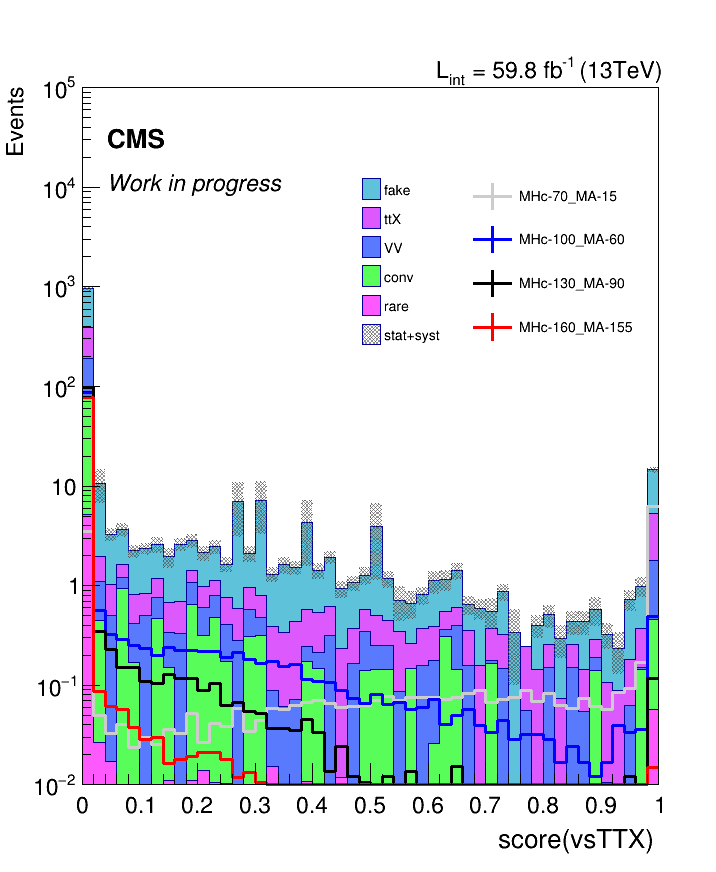 L_int = 59.8 fb^-1 (13TeV)
Events
10^5
CMS
Work in progress
10^4
fake
MHc-70_MA-15
ttX
VV
MHc-100_MA-60
conv
MHc-130_MA-90
10^3
rare
stat+syst
MHc-160_MA-155
10^2
10
1
10^-1
10^-2
0 0.1 0.2 0.3 0.4 0.5 0.6 0.7 0.8 0.9 1
score(vsTTX)